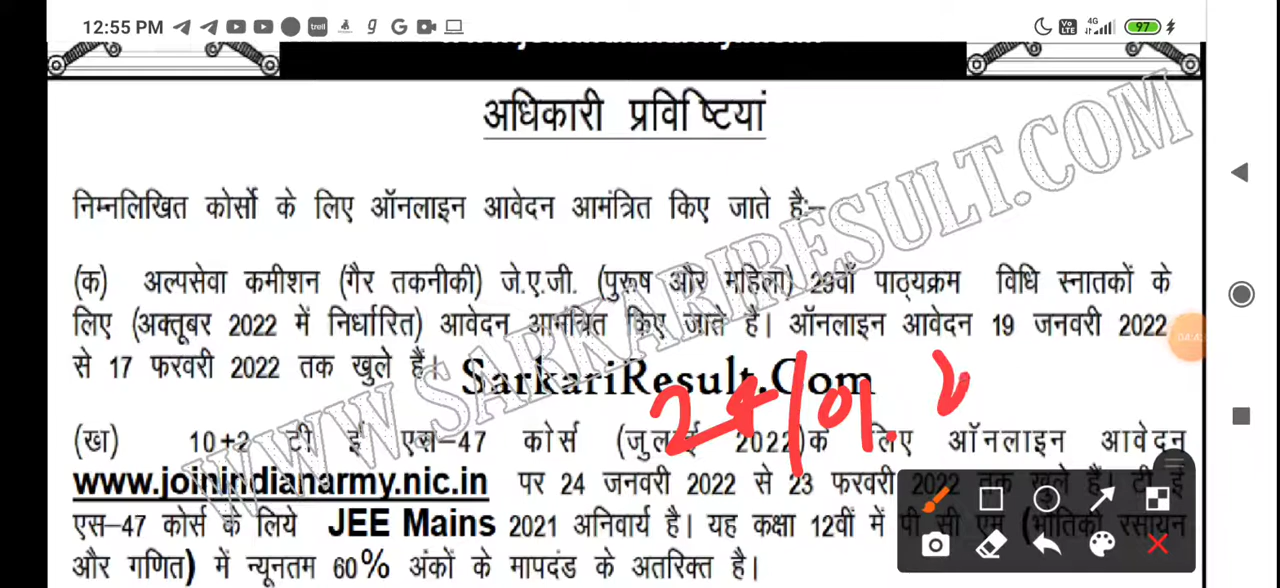 12:55 PM
4G
97
अधिकारी प्रविष्टियां
निम्नलिखित कोर्सो के लिए ऑनलाइन आवेदन आमंत्रित किए जाते है:–
(क) अल्पसेवा कमीशन (गैर तकनीकी) जे.ए.जी. (पुरूष और महिला) 29वाँ पाठ्यक्रम विधि स्नातकों के
लिए (अक्तूबर 2022 में निर्धारित) आवेदन आमंत्रित किए जाते है। ऑनलाइन आवेदन 19 जनवरी 2022
से 17 फरवरी 2022 तक खुले हैं।
SarkariResult.Com
24/01.
(ख) 10+2 टी ई एस–47 कोर्स (जुलाई 2022)के लिए ऑनलाइन आवेदन
www.joinindianarmy.nic.in पर 24 जनवरी 2022 से 23 फरवरी 2022 तक खुले है। टी ई
एस–47 कोर्स के लिये JEE Mains 2021 अनिवार्य है। यह कक्षा 12वीं में पी सी एम (भौतिकी रसायन
और गणित) में न्यूनतम 60% अंकों के मापदंड के अतरिक्त है।
WWW.SARKARIRESULT.COM